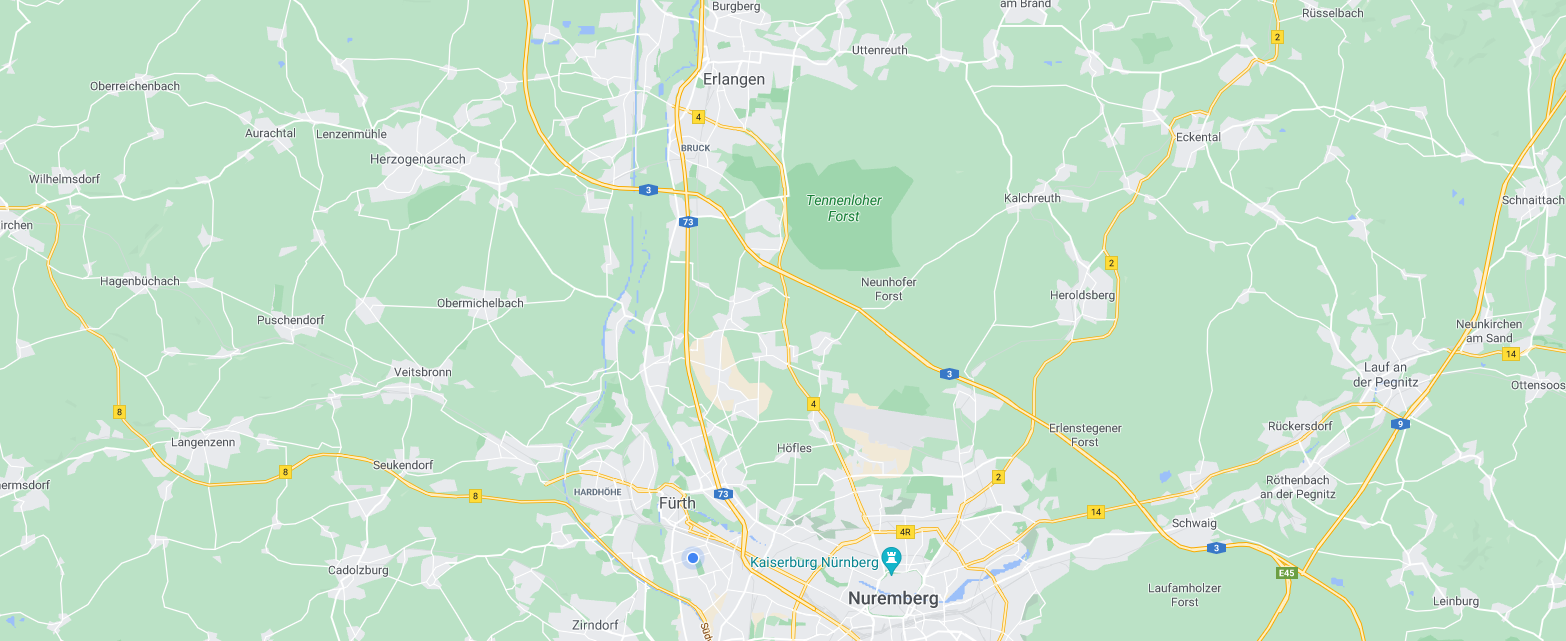 Burgberg
am Brand
Rüsselbach
2
Uttenreuth
Erlangen
Oberreichenbach
4
Aurachtal
Lenzenmühle
Eckental
BRUCK
Herzogenaurach
Wilhelmsdorf
3
Tennenloher
Forst
Kalchreuth
Schnaittach
irchen
73
2
Hagenbüchach
Neunhofer
Forst
Heroldsberg
Obermichelbach
Puschendorf
Neunkirchen
am Sand
14
Lauf an
der Pegnitz
Veitsbronn
3
Ottensoos
8
4
9
Rückersdorf
Erlenstegener
Forst
Langenzenn
Höfles
Seukendorf
8
2
ermsdorf
Röthenbach
an der Pegnitz
HARDHÖHE
8
73
Fürth
14
Schwaig
4R
3
Kaiserburg Nürnberg
Cadolzburg
E45
Laufamholzer
Forst
Nuremberg
Leinburg
Zirndorf